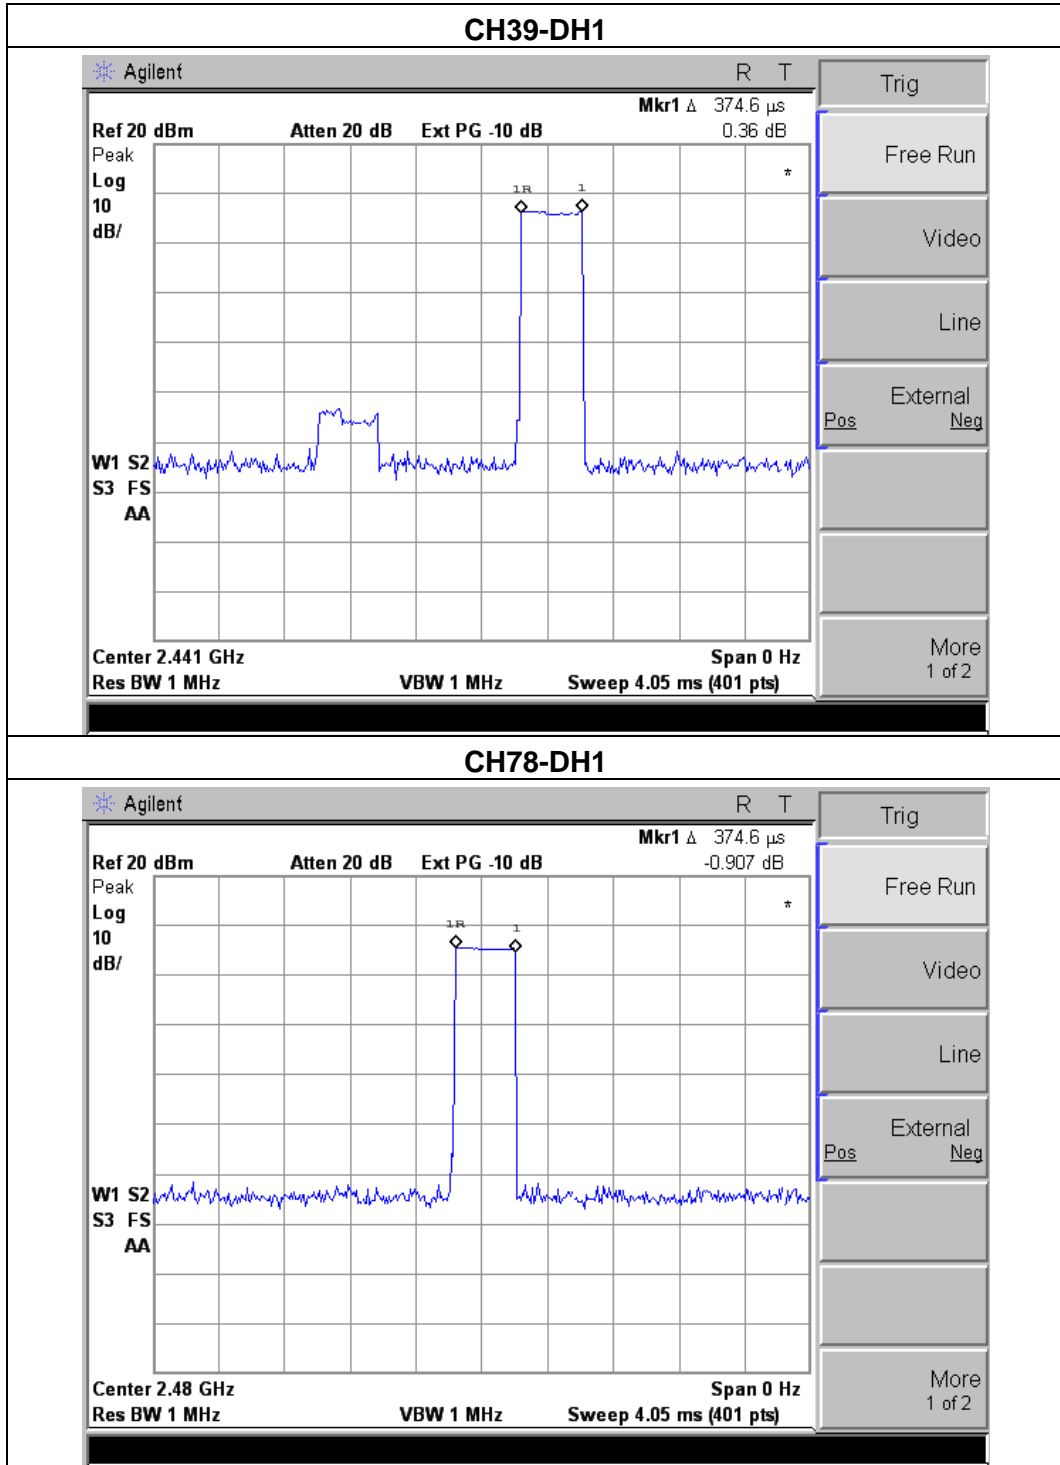 CH39-DH1
Agilent R T
Trig
Mkr1 Δ 374.6 µs
Ref 20 dBm Atten 20 dB Ext PG -10 dB 0.36 dB
Peak
Log
10
dB/
*
1R 1
Free Run
Video
Line
External
Pos Neg
W1 S2
S3 FS
AA
Center 2.441 GHz Span 0 Hz
Res BW 1 MHz VBW 1 MHz Sweep 4.05 ms (401 pts)
More
1 of 2
CH78-DH1
Agilent R T
Trig
Mkr1 Δ 374.6 µs
Ref 20 dBm Atten 20 dB Ext PG -10 dB -0.907 dB
Peak
Log
10
dB/
*
1R 1
Free Run
Video
Line
External
Pos Neg
W1 S2
S3 FS
AA
Center 2.48 GHz Span 0 Hz
Res BW 1 MHz VBW 1 MHz Sweep 4.05 ms (401 pts)
More
1 of 2